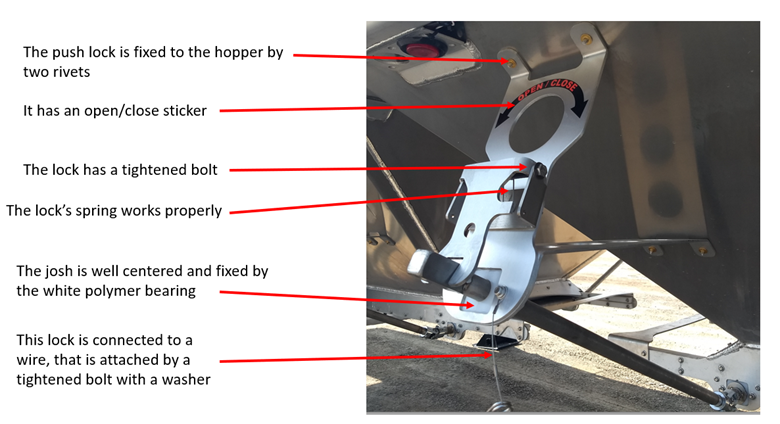 The push lock is fixed to the hopper by
two rivets
It has an open/close sticker
OPEN / CLOSE
The lock has a tightened bolt
The lock's spring works properly
The josh is well centered and fixed by
the white polymer bearing
This lock is connected to a
wire, that is attached by a
tightened bolt with a washer